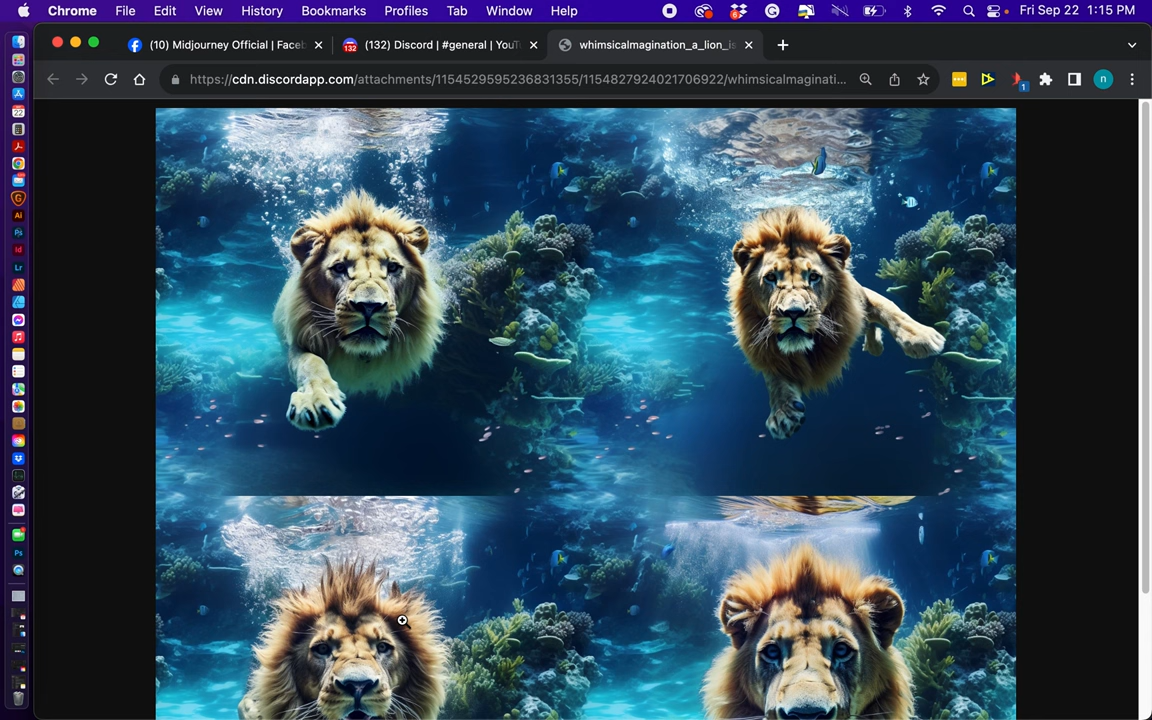 Chrome File Edit View History Bookmarks Profiles Tab Window Help Fri Sep 22 1:15 PM
(10) Midjourney Official | Faceb (132) Discord | #general | YouTu whimsicalmagination_a_lion_is
https://cdn.discordapp.com/attachments/1154529595236831355/1154827924021706922/whimsicalmaginati...